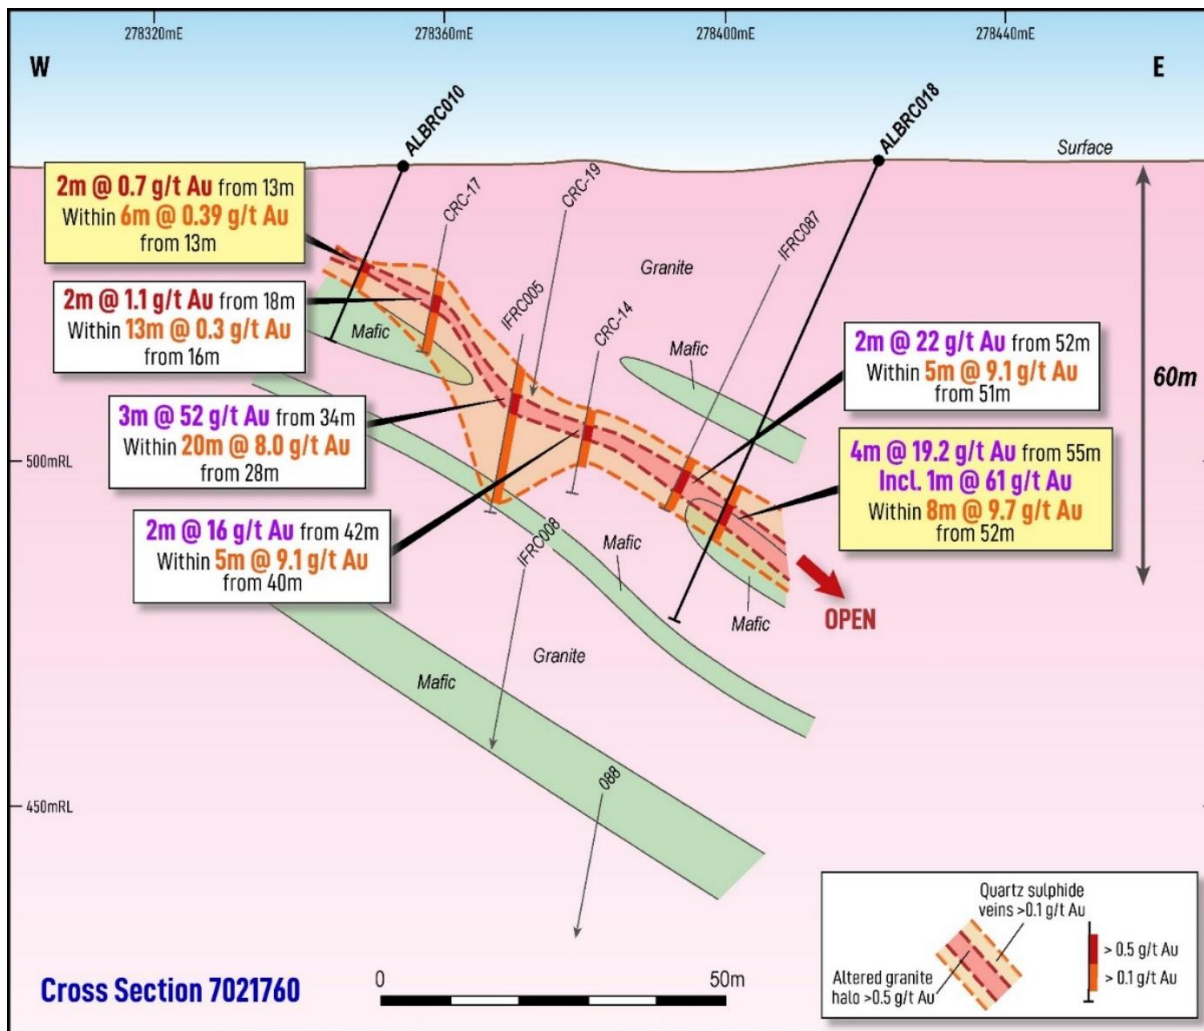 278320mE
278360mE
278400mE
278440mE
W
E
ALBRC010
ALBRC018
Surface
CRC-17
CRC-19
IFRC087
2m @ 0.7 g/t Au from 13m
Within 6m @ 0.39 g/t Au
from 13m
Granite
2m @ 1.1 g/t Au from 18m
Within 13m @ 0.3 g/t Au
from 16m
Mafic
IFRC005
CRC-14
Mafic
2m @ 22 g/t Au from 52m
Within 5m @ 9.1 g/t Au
from 51m
60m
3m @ 52 g/t Au from 34m
Within 20m @ 8.0 g/t Au
from 28m
500mRL
4m @ 19.2 g/t Au from 55m
Incl. 1m @ 61 g/t Au
Within 8m @ 9.7 g/t Au
from 52m
2m @ 16 g/t Au from 42m
Within 5m @ 9.1 g/t Au
from 40m
IFRC008
Mafic
Mafic
OPEN
Granite
Mafic
088
450mRL
Quartz sulphide
veins >0.1 g/t Au
> 0.5 g/t Au
> 0.1 g/t Au
Altered granite
halo >0.5 g/t Au
Cross Section 7021760
0
50m